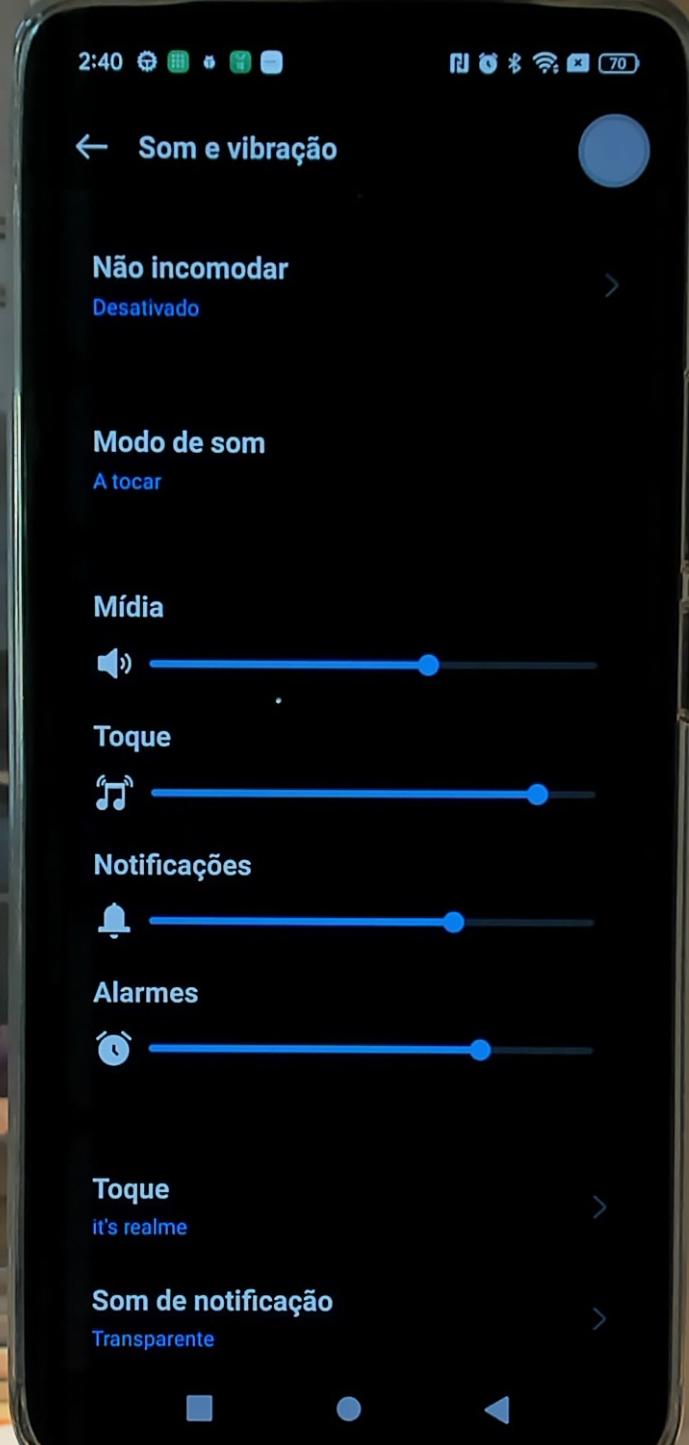 2:40
70
Som e vibração
Não incomodar
Desativado
Modo de som
A tocar
Mídia
Toque
Notificações
Alarmes
Toque
it's realme
Som de notificação
Transparente